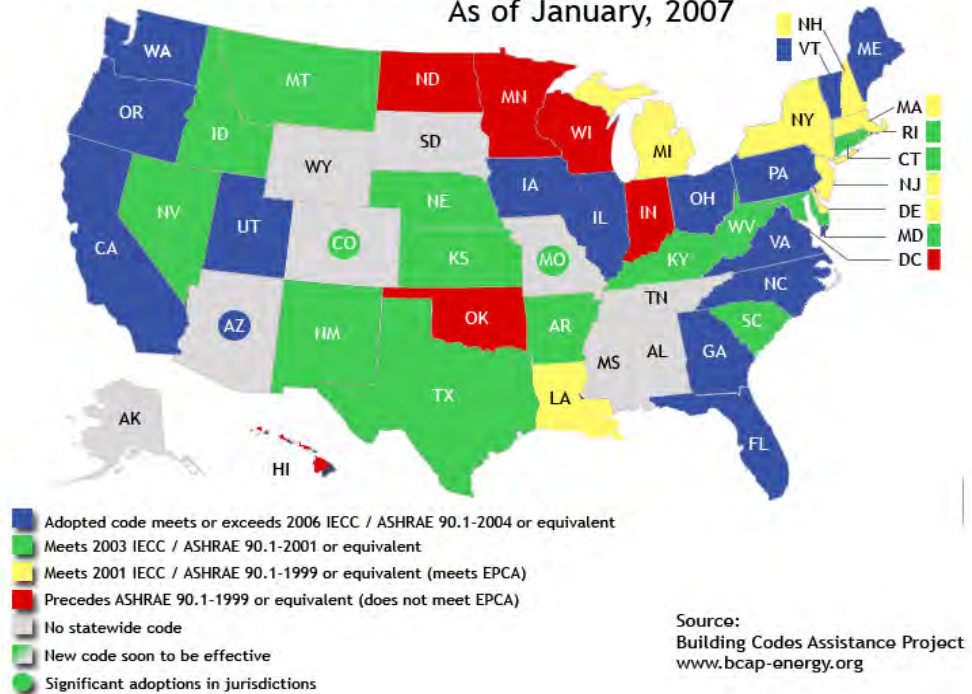 As of January, 2007
NH
VT
WA
ME
MT
ND
MN
OR
NY
MA
ID
WI
SD
RI
MI
WY
CT
PA
IA
NJ
NE
OH
NV
IL
IN
DE
UT
WV
CO
MD
CA
VA
KS
MO
KY
DC
NC
TN
OK
AZ
NM
AR
SC
MS
AL
GA
TX
LA
AK
FL
HI
Adopted code meets or exceeds 2006 IECC / ASHRAE 90.1-2004 or equivalent
Meets 2003 IECC / ASHRAE 90.1-2001 or equivalent
Meets 2001 IECC / ASHRAE 90.1-1999 or equivalent (meets EPCA)
Precedes ASHRAE 90.1-1999 or equivalent (does not meet EPCA)
No statewide code
New code soon to be effective
Significant adoptions in jurisdictions
Source:
Building Codes Assistance Project
www.bcap-energy.org